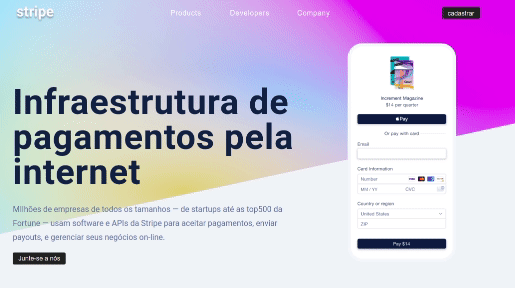 stripe
Products Developers Company
cadastrar
Infraestrutura de
pagamentos pela
internet
Milhões de empresas de todos os tamanhos — de startups até as top500 da
Fortune — usam software e APIs da Stripe para aceitar pagamentos, enviar
payouts, e gerenciar seus negócios on-line.
Junte-se a nós
Increment Magazine
$14 per quarter
Pay
Or pay with card
Email
Card Information
Number
MM / YY CVC
Country or region
United States
ZIP
Pay $14